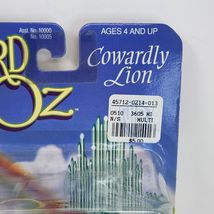 Asst. No. 10000
No. 10005
AGES 4 AND UP
RD
OZ
Cowardly
Lion
45712-0214-013
0510 3605 MS
N/S MULTI
$5.00